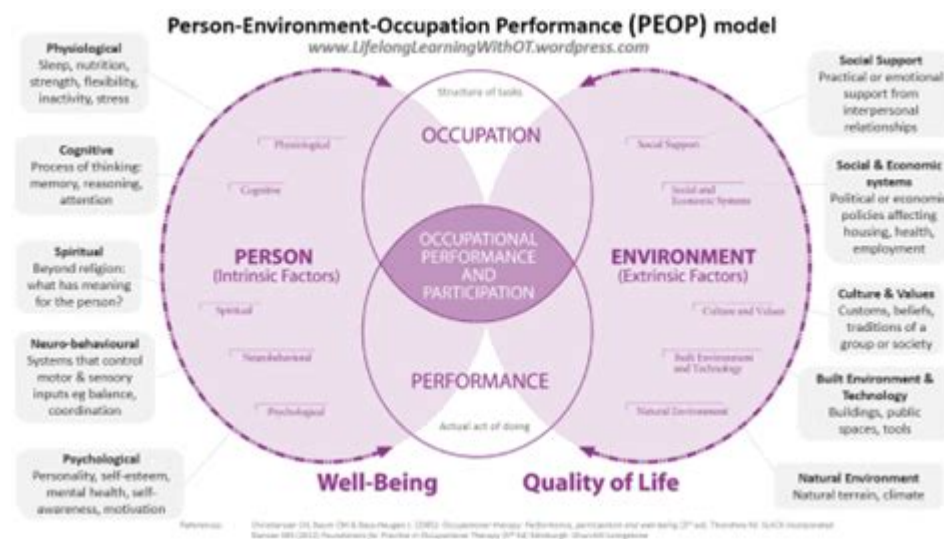 Person-Environment-Occupation Performance (PEOP) model
www.LifelongLearningWithOT.wordpress.com
Physiological
Sleep, nutrition,
strength, flexibility,
inactivity, stress
Cognitive
Process of thinking:
memory, reasoning,
attention
Spiritual
Beyond religion:
what has meaning
for the person?
Neuro-behavioural
Systems that control
motor & sensory
inputs eg balance,
coordination
Psychological
Personality, self-esteem,
mental health, self-
awareness, motivation
Physiological
Cognitive
PERSON
(Intrinsic Factors)
Spiritual
Neurobehavioral
Psychological
Structure of tasks
OCCUPATION
OCCUPATIONAL
PERFORMANCE
AND
PARTICIPATION
PERFORMANCE
Actual act of doing
Social Support
Social and
Economic Systems
ENVIRONMENT
(Extrinsic Factors)
Culture and Values
Built Environment
and Technology
Natural Environment
Social Support
Practical or emotional
support from
interpersonal
relationships
Social & Economic
systems
Political or economic
policies affecting
housing, health,
employment
Culture & Values
Customs, beliefs,
traditions of a
group or society
Built Environment &
Technology
Buildings, public
spaces, tools
Natural Environment
Natural terrain, climate
Well-Being
Quality of Life
References: